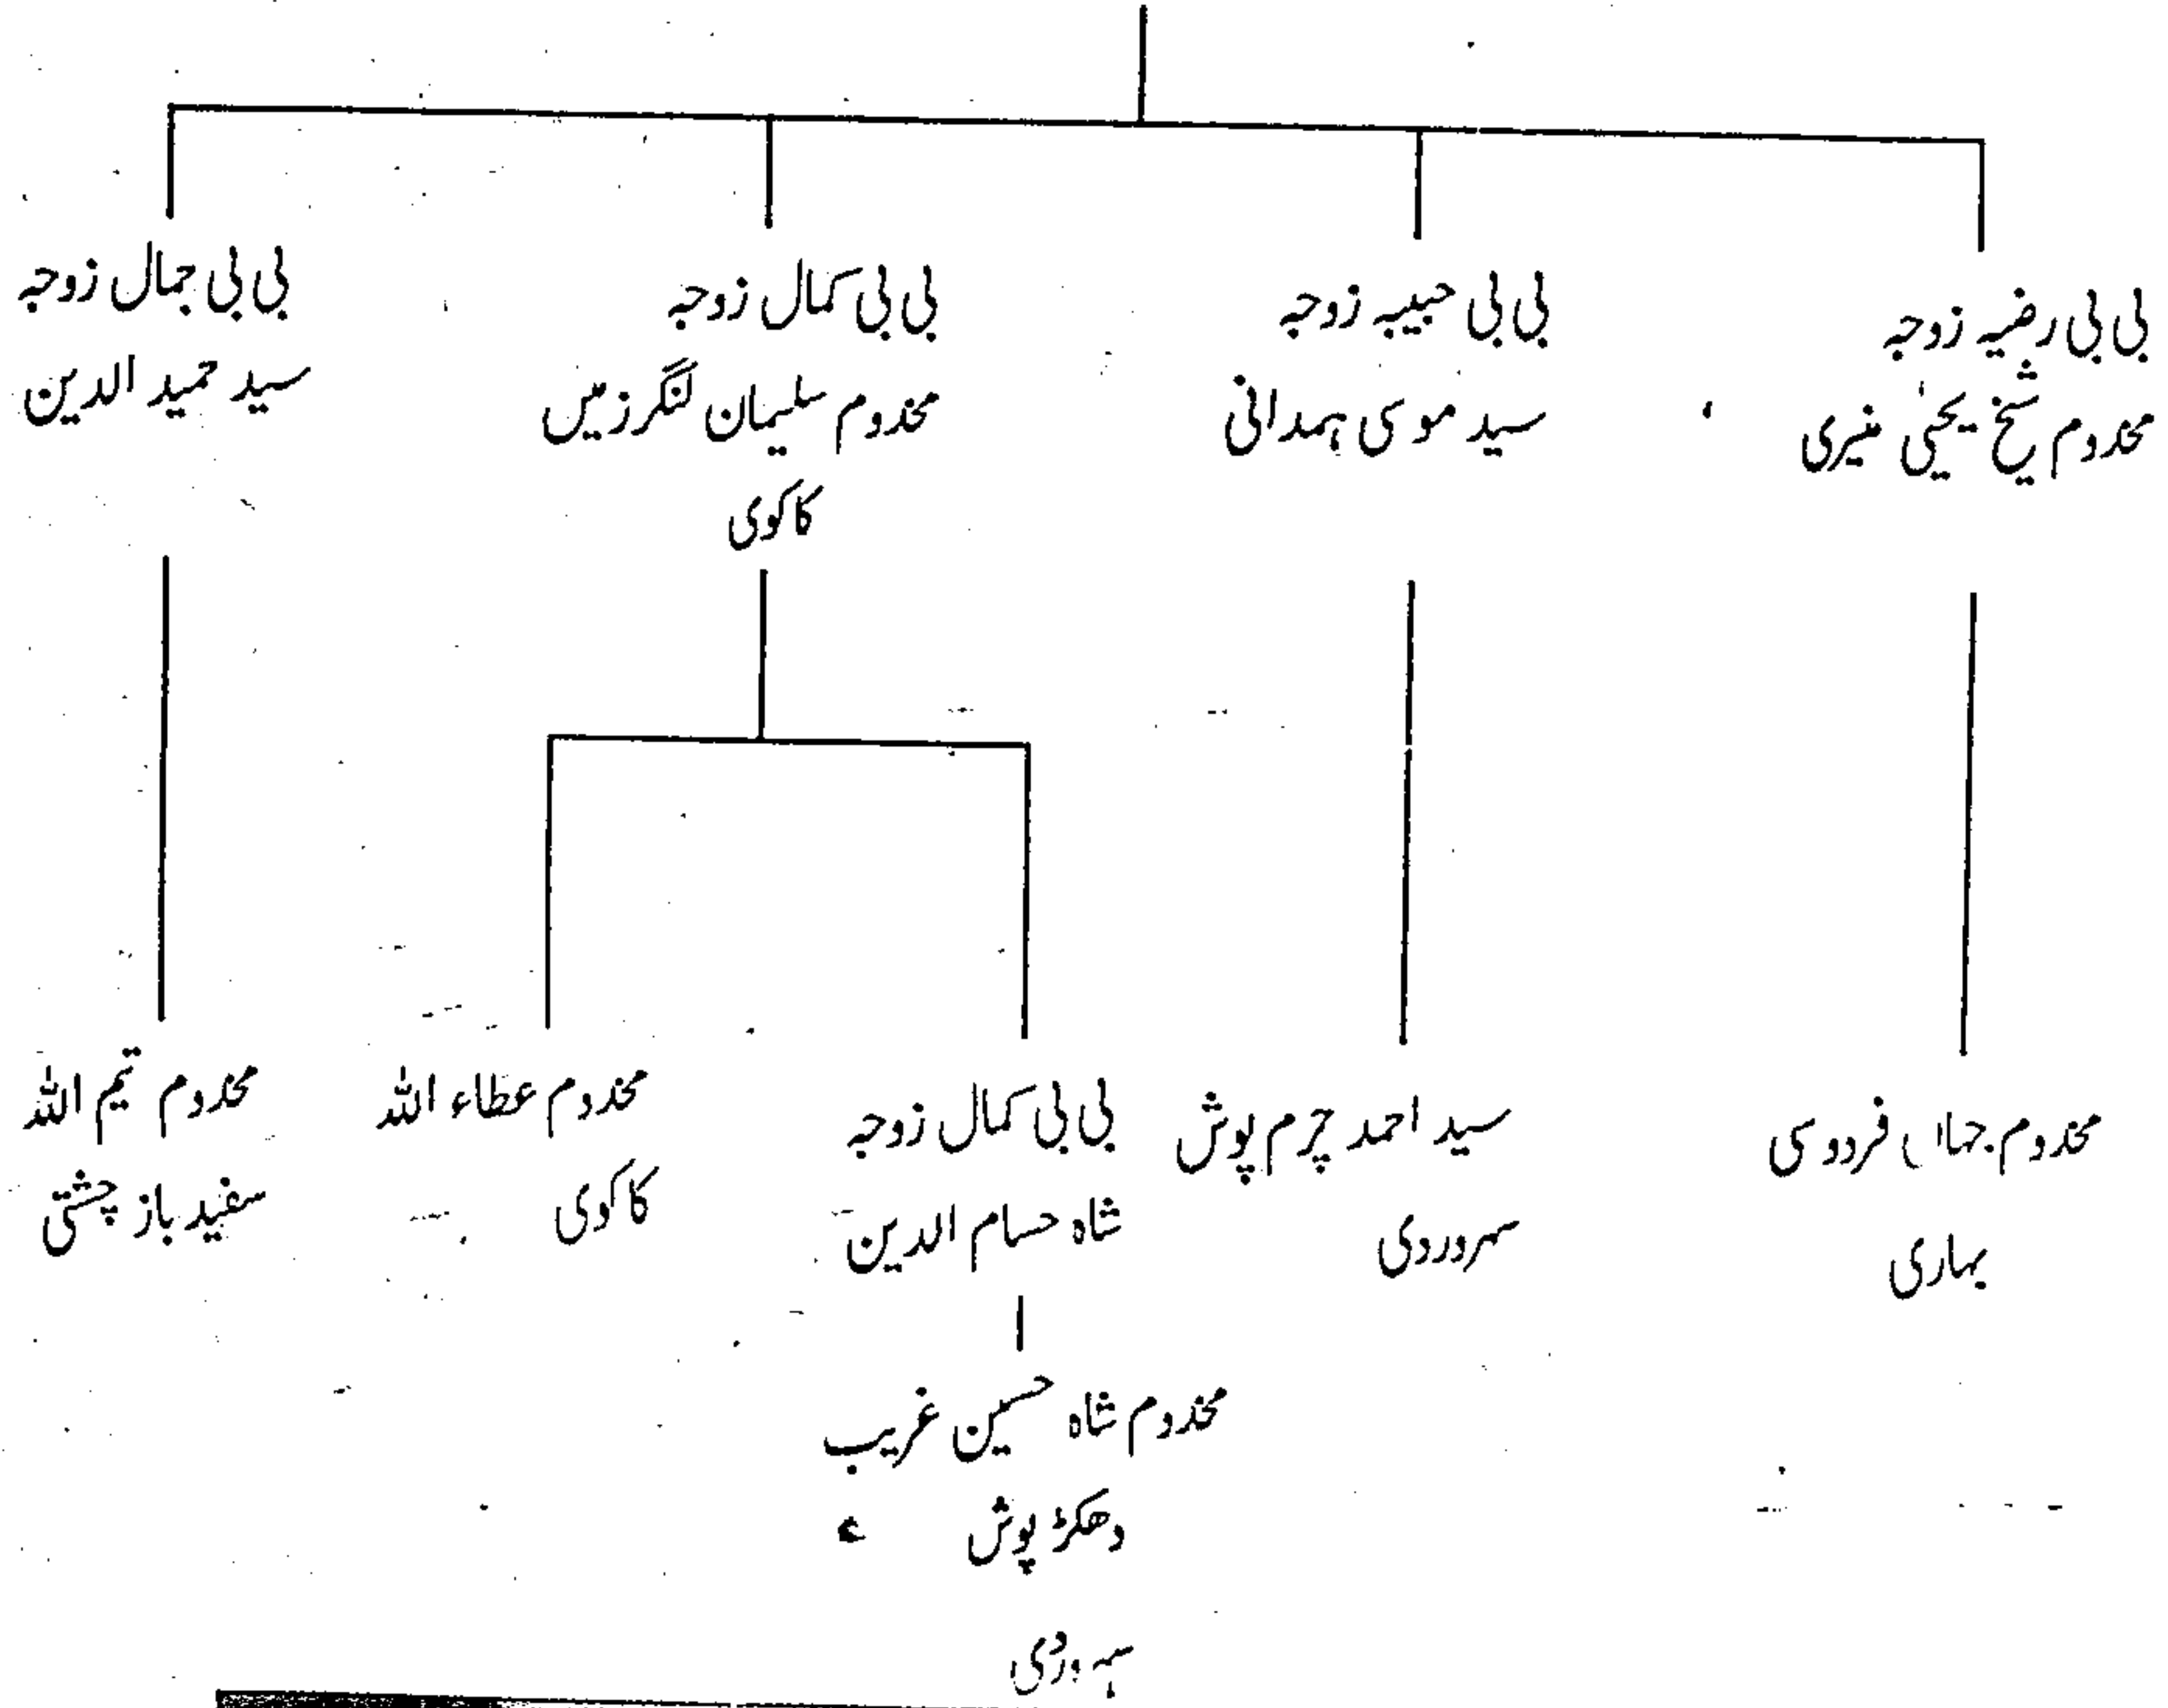 بی بی رضیہ زوجہ
مخدوم شیخ یحییٰ منیری
بی بی حبیبہ زوجہ
سید موسی ہمدانی
بی بی کمال زوجہ
مخدوم سلیمان لنگر زمیں
کاکوی
بی بی جمال زوجہ
سید حمید الدین
مخدوم جہاں فردوسی
بہاری
سید احمد چرم پوش
سہروردی
بی بی کمال زوجہ
شاہ حسام الدین
مخدوم عطاء اللہ
کاکوی
مخدوم تیم اللہ
سفید باز چشتی
مخدوم شاہ حسین غریب
دھکڑ پوش